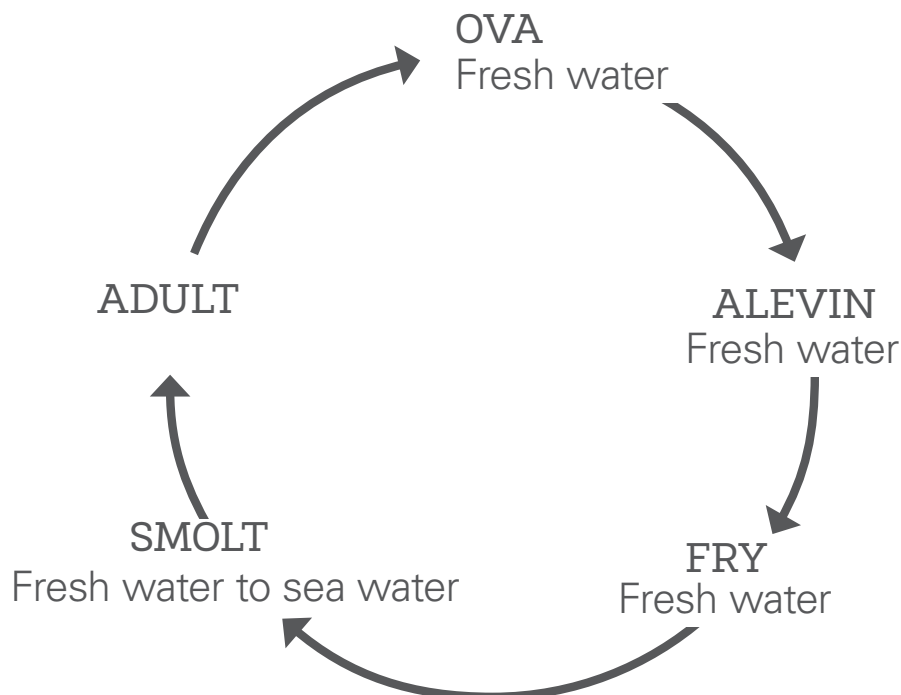 OVA
Fresh water
ALEVIN
Fresh water
FRY
Fresh water
SMOLT
Fresh water to sea water
ADULT